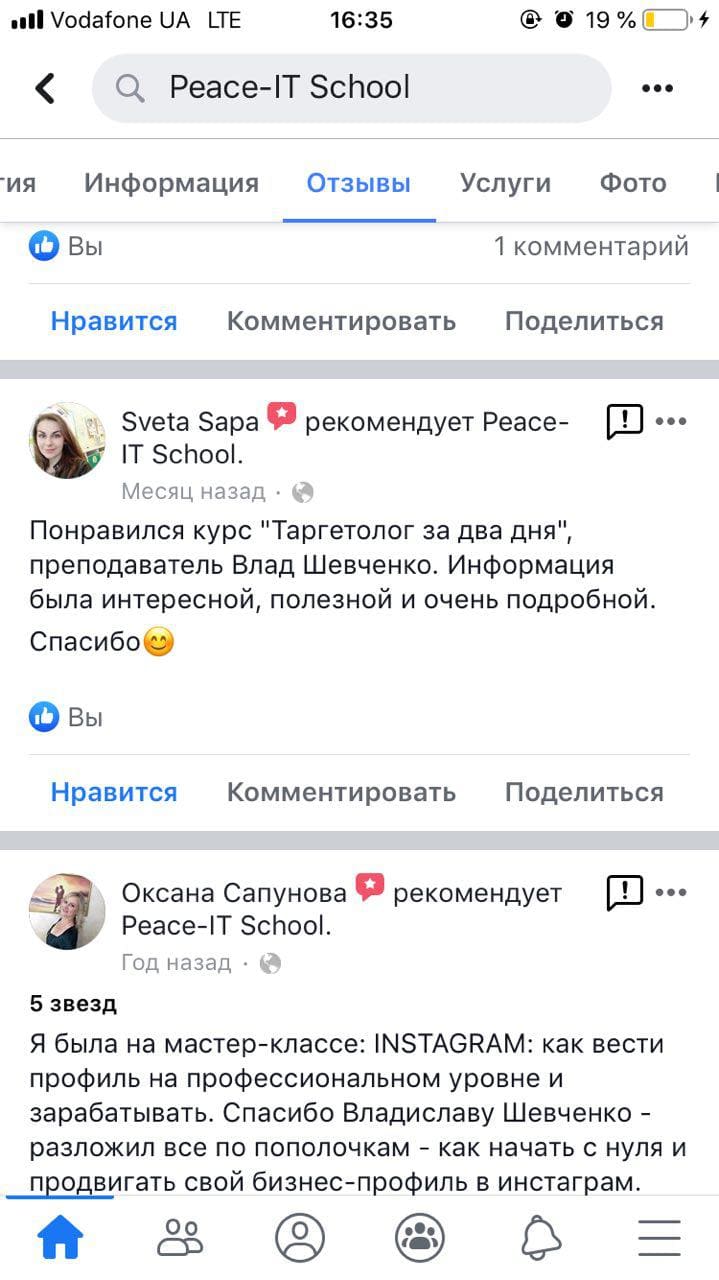 Vodafone UA LTE 16:35 19 %
Peace-IT School
гия Информация Отзывы Услуги Фото
Вы 1 комментарий
Нравится Комментировать Поделиться
Sveta Sapa рекомендует Peace-
IT School.
Месяц назад ·
Понравился курс "Таргетолог за два дня",
преподаватель Влад Шевченко. Информация
была интересной, полезной и очень подробной.
Спасибо😊
Вы
Нравится Комментировать Поделиться
Оксана Сапунова рекомендует
Peace-IT School.
Год назад ·
5 звезд
Я была на мастер-классе: INSTAGRAM: как вести
профиль на профессиональном уровне и
зарабатывать. Спасибо Владиславу Шевченко -
разложил все по пополочкам - как начать с нуля и
продвигать свой бизнес-профиль в инстаграм.